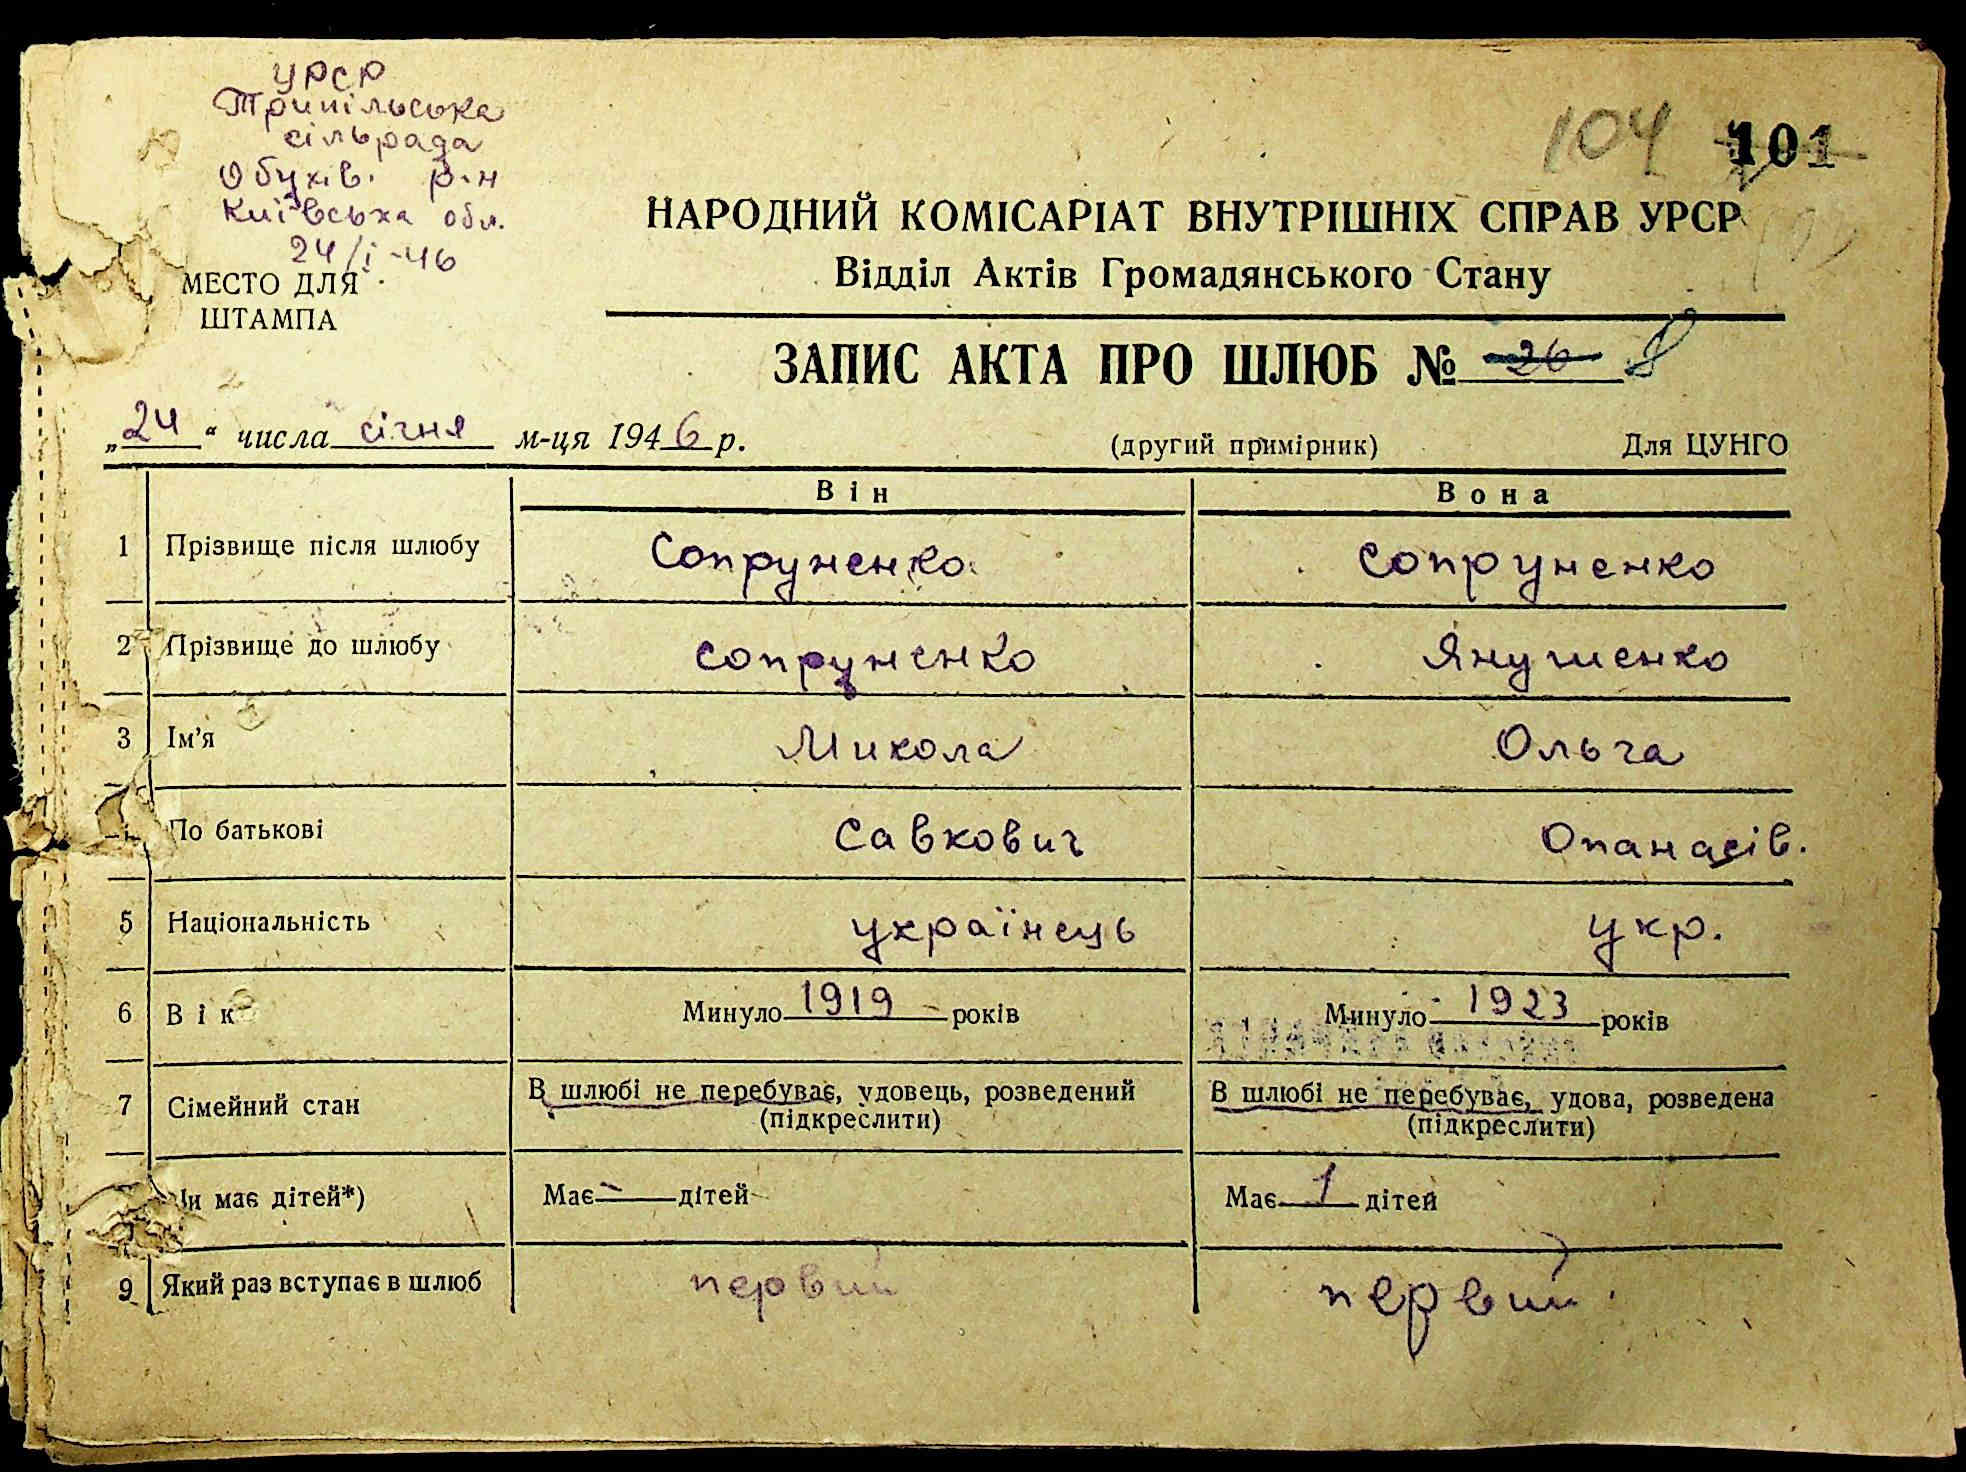 УРСР
Трипільська
сільрада
Обухів. р-н
Київська обл.
24/І-46
МЕСТО ДЛЯ
ШТАМПА
104 101
НАРОДНИЙ КОМІСАРІАТ ВНУТРІШНІХ СПРАВ УРСР
Відділ Актів Громадянського Стану
ЗАПИС АКТА ПРО ШЛЮБ № 26 8
„24“ числа січня м-ця 1946 р. (другий примірник) Для ЦУНГО
Він Вона
1 Прізвище після шлюбу Сопруненко Сопруненко
2 Прізвище до шлюбу Сопруненко Янушенко
3 Ім'я Микола Ольга
По батькові Савкович Опанасів.
5 Національність українець укр.
6 Вік Минуло 1919 років Минуло 1923 років
7 Сімейний стан В шлюбі не перебуває, удовець, розведений (підкреслити) В шлюбі не перебуває, удова, розведена (підкреслити)
Чи має дітей*) Має - дітей Має 1 дітей
9 Який раз вступає в шлюб первий первий